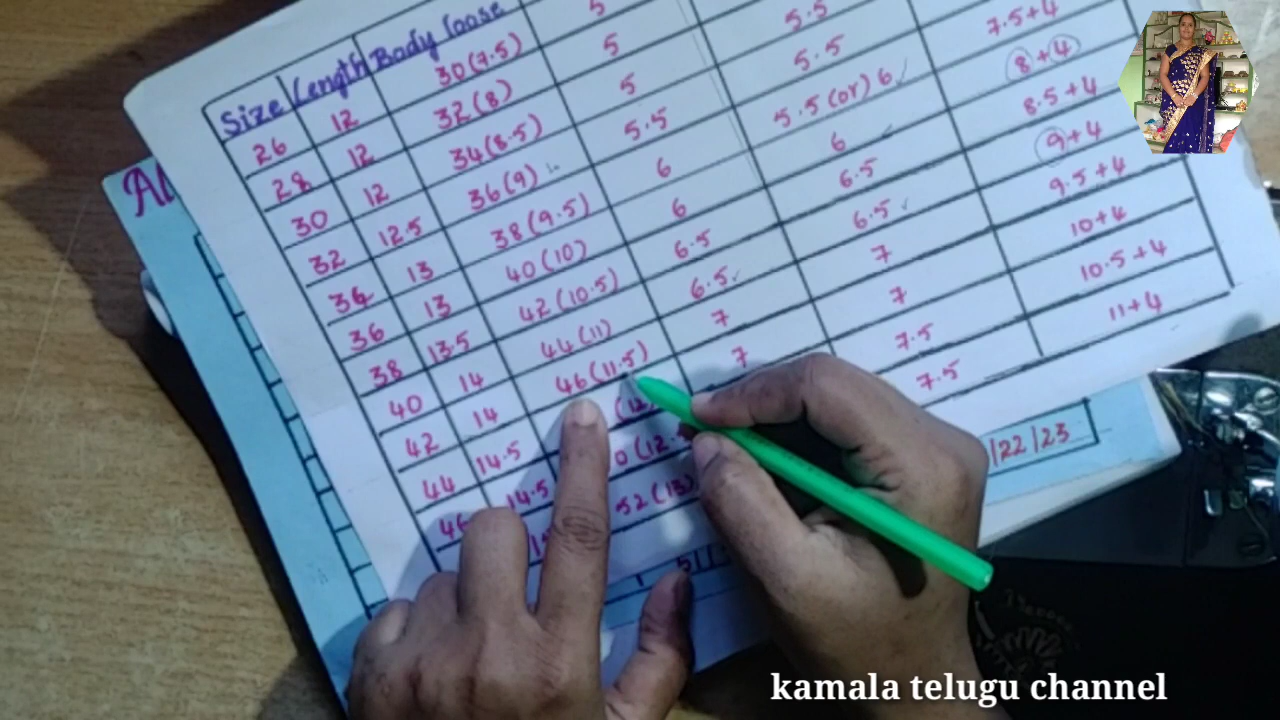 Size Length Body loose
26 12 30(7.5) 5
28 12 32(8) 5
30 12 34(8.5) 5 5.5
32 12.5 36(9) 5.5 5.5
34 13 38(9.5) 6 5.5 (or) 6 7.5+4
36 13 40(10) 6 6 8+4
38 13.5 42(10.5) 6.5 6.5 8.5+4
40 14 44(11) 6.5 6.5 9+4
42 14 46(11.5) 7 7 9.5+4
44 14.5 7 7 10+4
46 14.5 7.5 10.5+4
52(13) 7.5 11+4
/22/23
kamala telugu channel